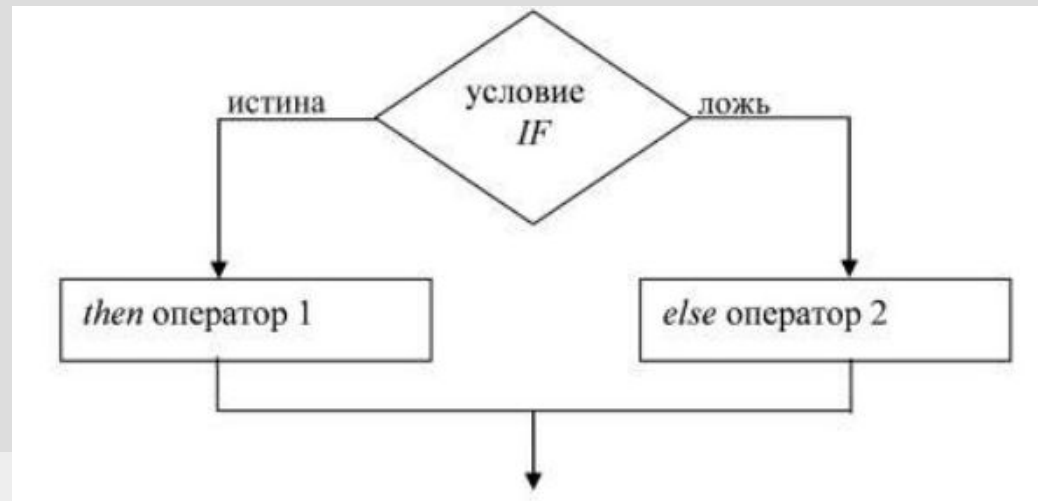 условие
IF
истина
ложь
then оператор 1
else оператор 2